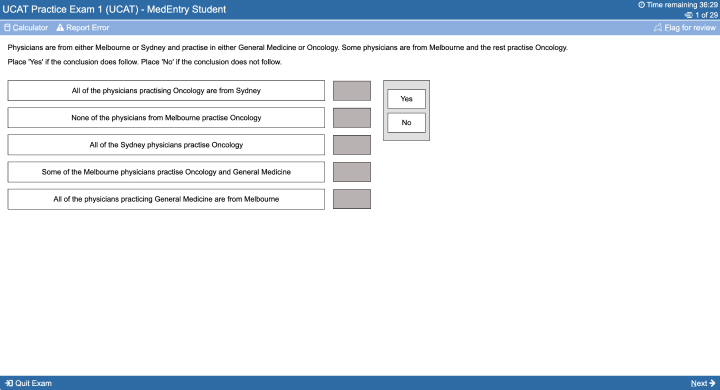 UCAT Practice Exam 1 (UCAT) - MedEntry Student
Time remaining 36:29
1 of 29
Calculator Report Error
Flag for review
Physicians are from either Melbourne or Sydney and practise in either General Medicine or Oncology. Some physicians are from Melbourne and the rest practise Oncology.
Place 'Yes' if the conclusion does follow. Place 'No' if the conclusion does not follow.
All of the physicians practising Oncology are from Sydney
Yes
None of the physicians from Melbourne practise Oncology
No
All of the Sydney physicians practise Oncology
Some of the Melbourne physicians practise Oncology and General Medicine
All of the physicians practicing General Medicine are from Melbourne
Quit Exam
Next